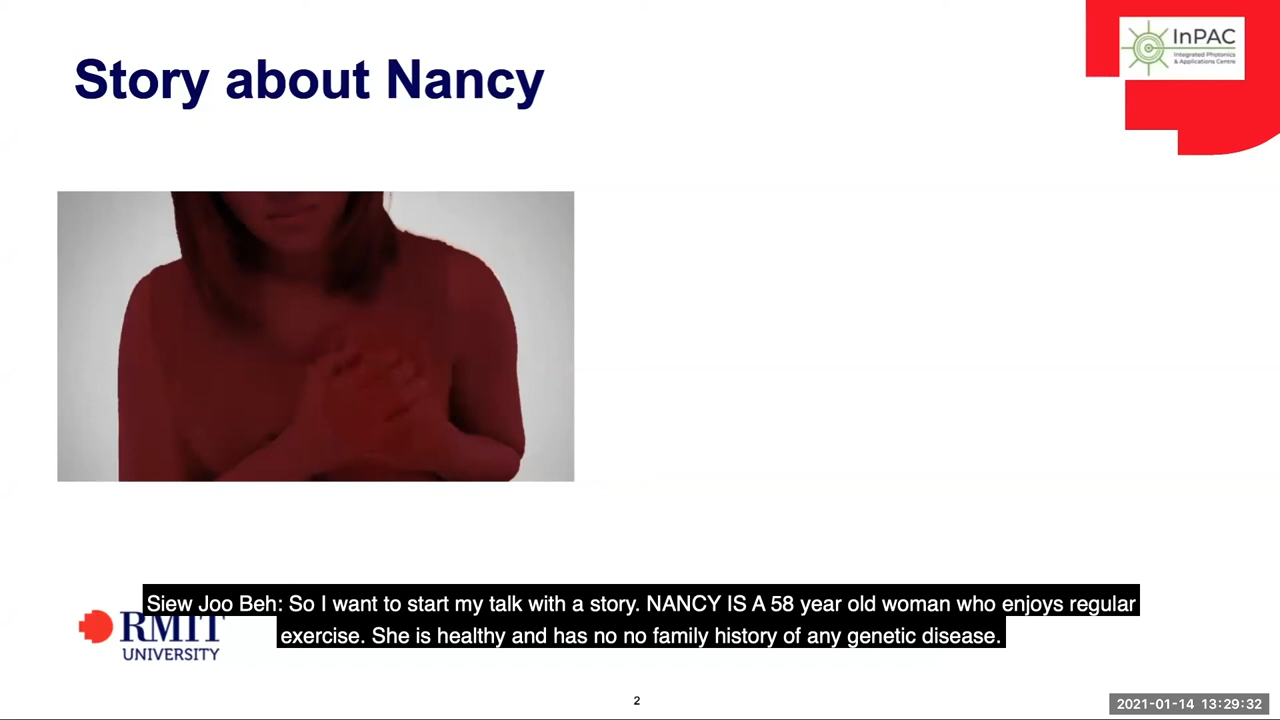 Story about Nancy
InPAC
Integrated Photonics
& Applications Centre
Siew Joo Beh: So I want to start my talk with a story. NANCY IS A 58 year old woman who enjoys regular
exercise. She is healthy and has no no family history of any genetic disease.
RMIT
UNIVERSITY
2
2021-01-14 13:29:32